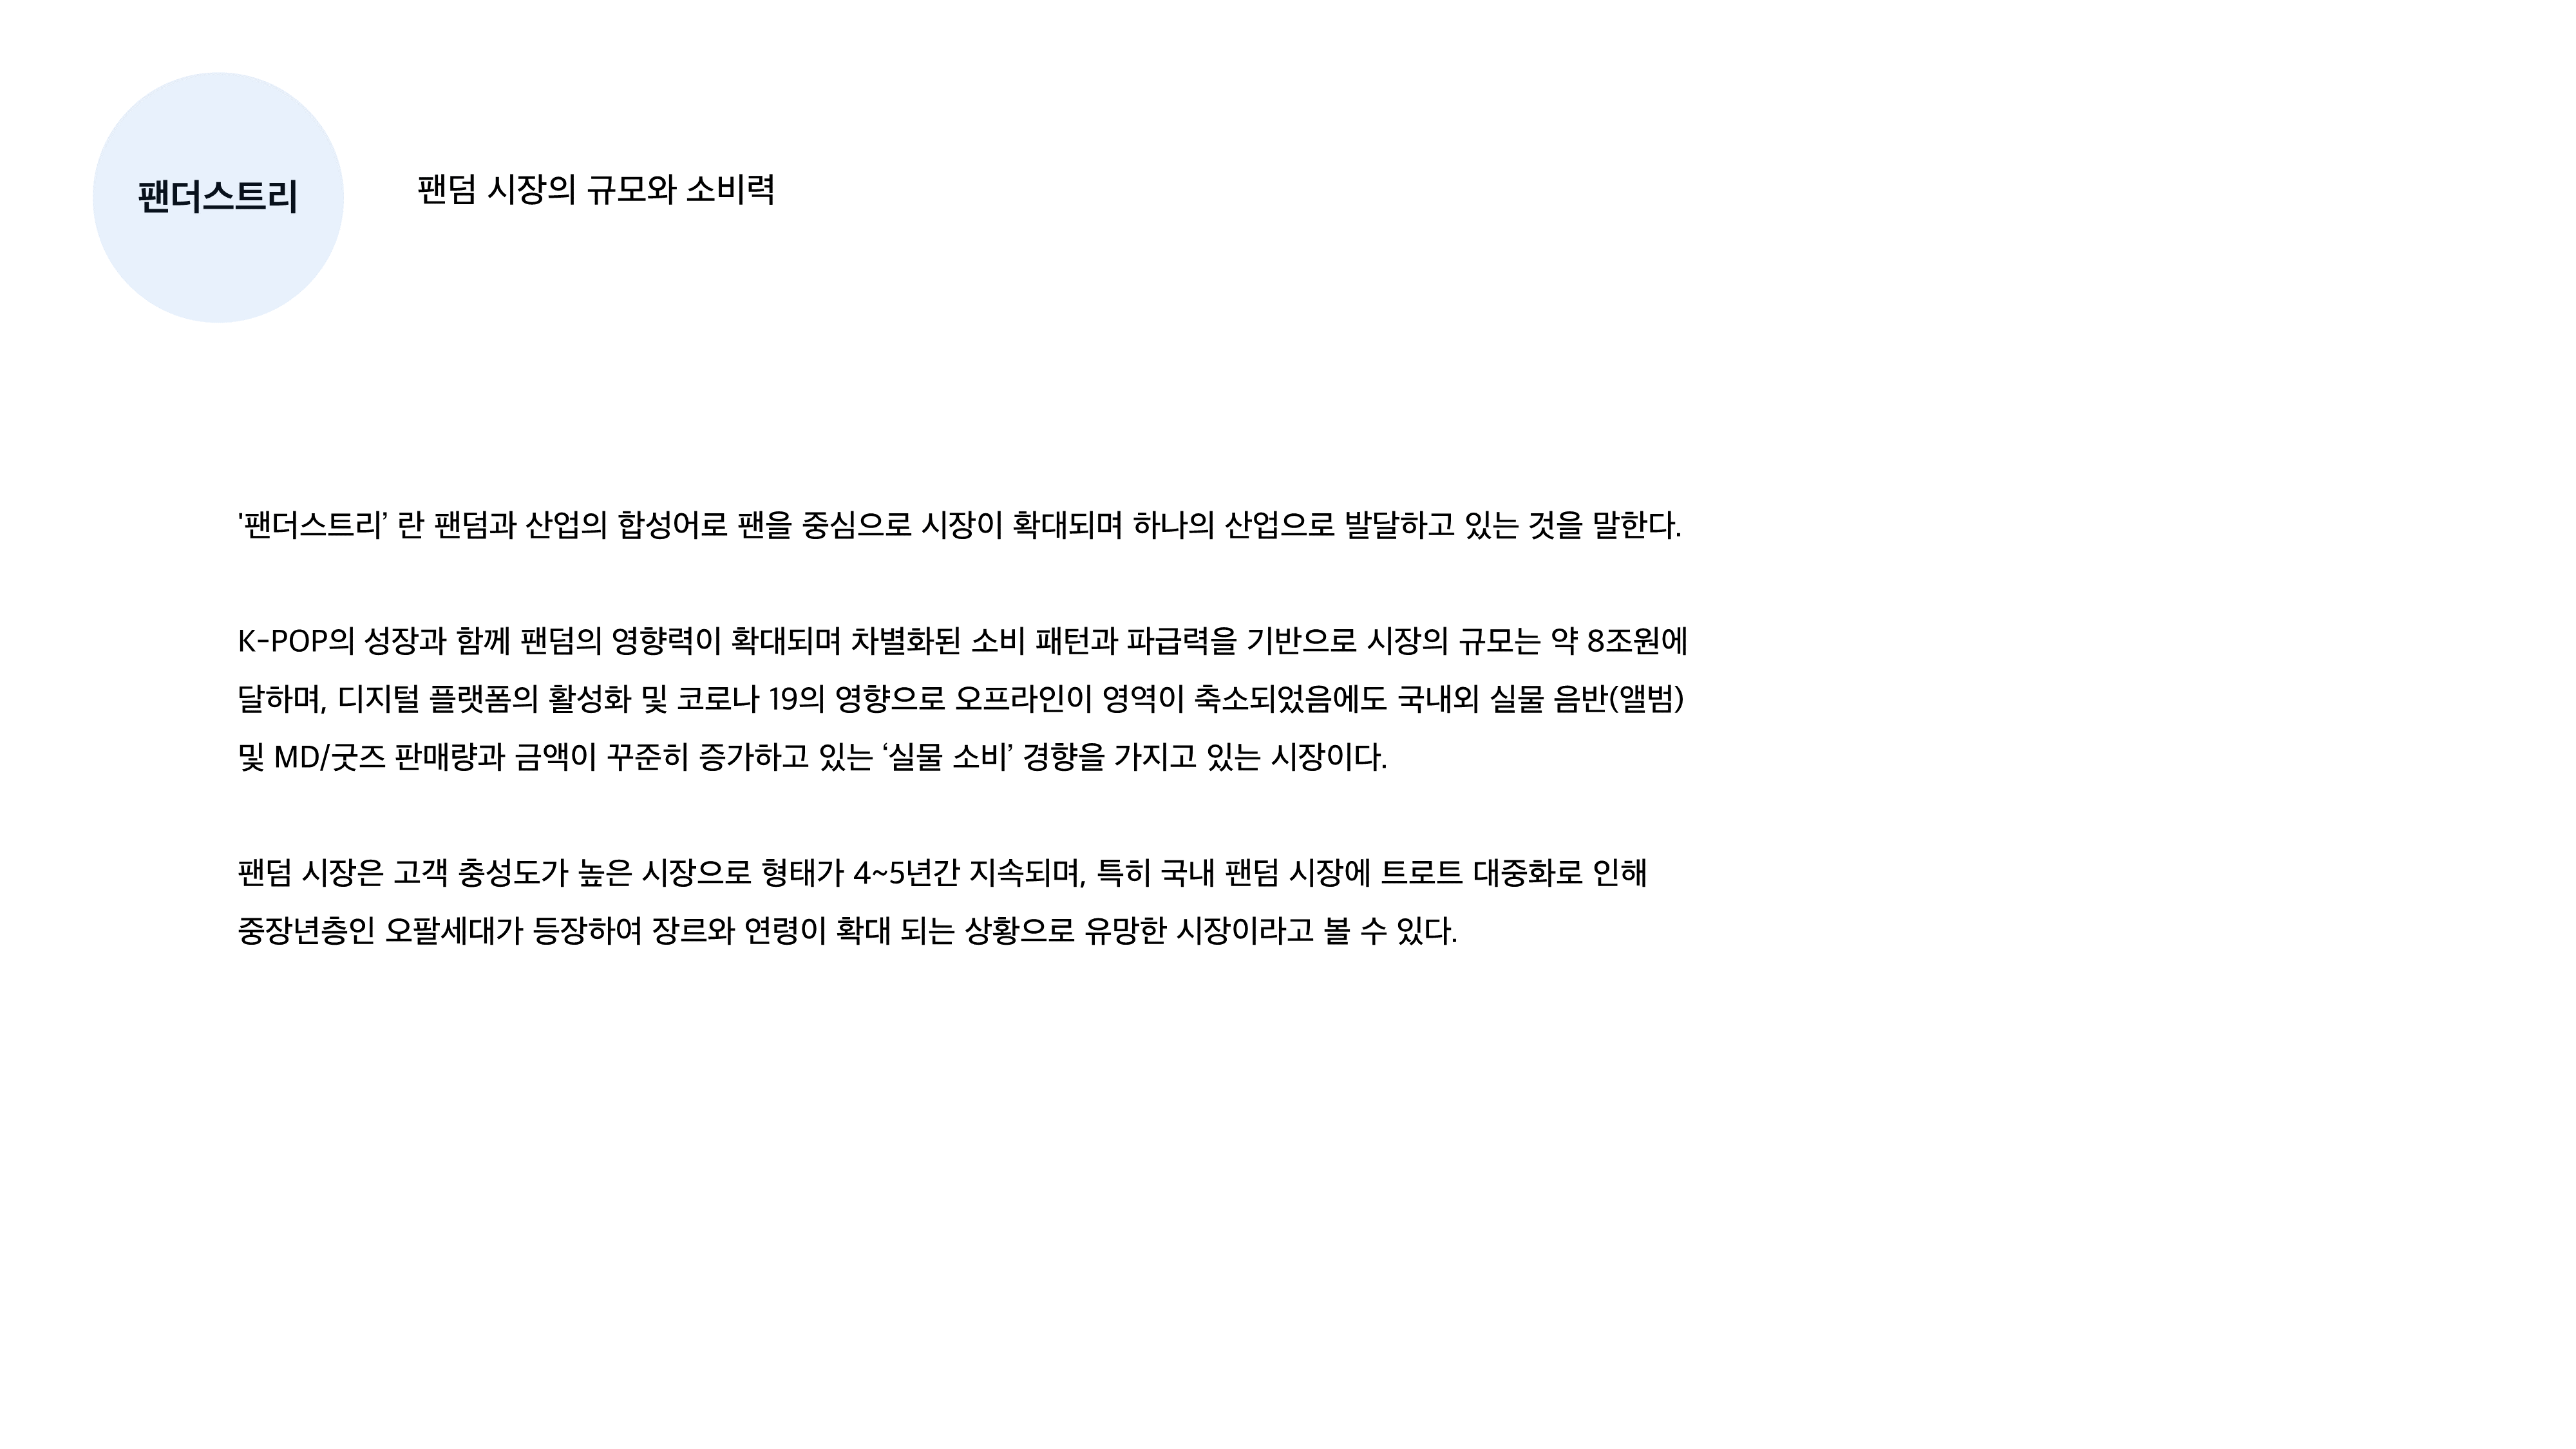 팬더스트리
팬덤 시장의 규모와 소비력
'팬더스트리’ 란 팬덤과 산업의 합성어로 팬을 중심으로 시장이 확대되며 하나의 산업으로 발달하고 있는 것을 말한다.
K-POP의 성장과 함께 팬덤의 영향력이 확대되며 차별화된 소비 패턴과 파급력을 기반으로 시장의 규모는 약 8조원에
달하며, 디지털 플랫폼의 활성화 및 코로나 19의 영향으로 오프라인이 영역이 축소되었음에도 국내외 실물 음반(앨범)
및 MD/굿즈 판매량과 금액이 꾸준히 증가하고 있는 ‘실물 소비’ 경향을 가지고 있는 시장이다.
팬덤 시장은 고객 충성도가 높은 시장으로 형태가 4~5년간 지속되며, 특히 국내 팬덤 시장에 트로트 대중화로 인해
중장년층인 오팔세대가 등장하여 장르와 연령이 확대 되는 상황으로 유망한 시장이라고 볼 수 있다.